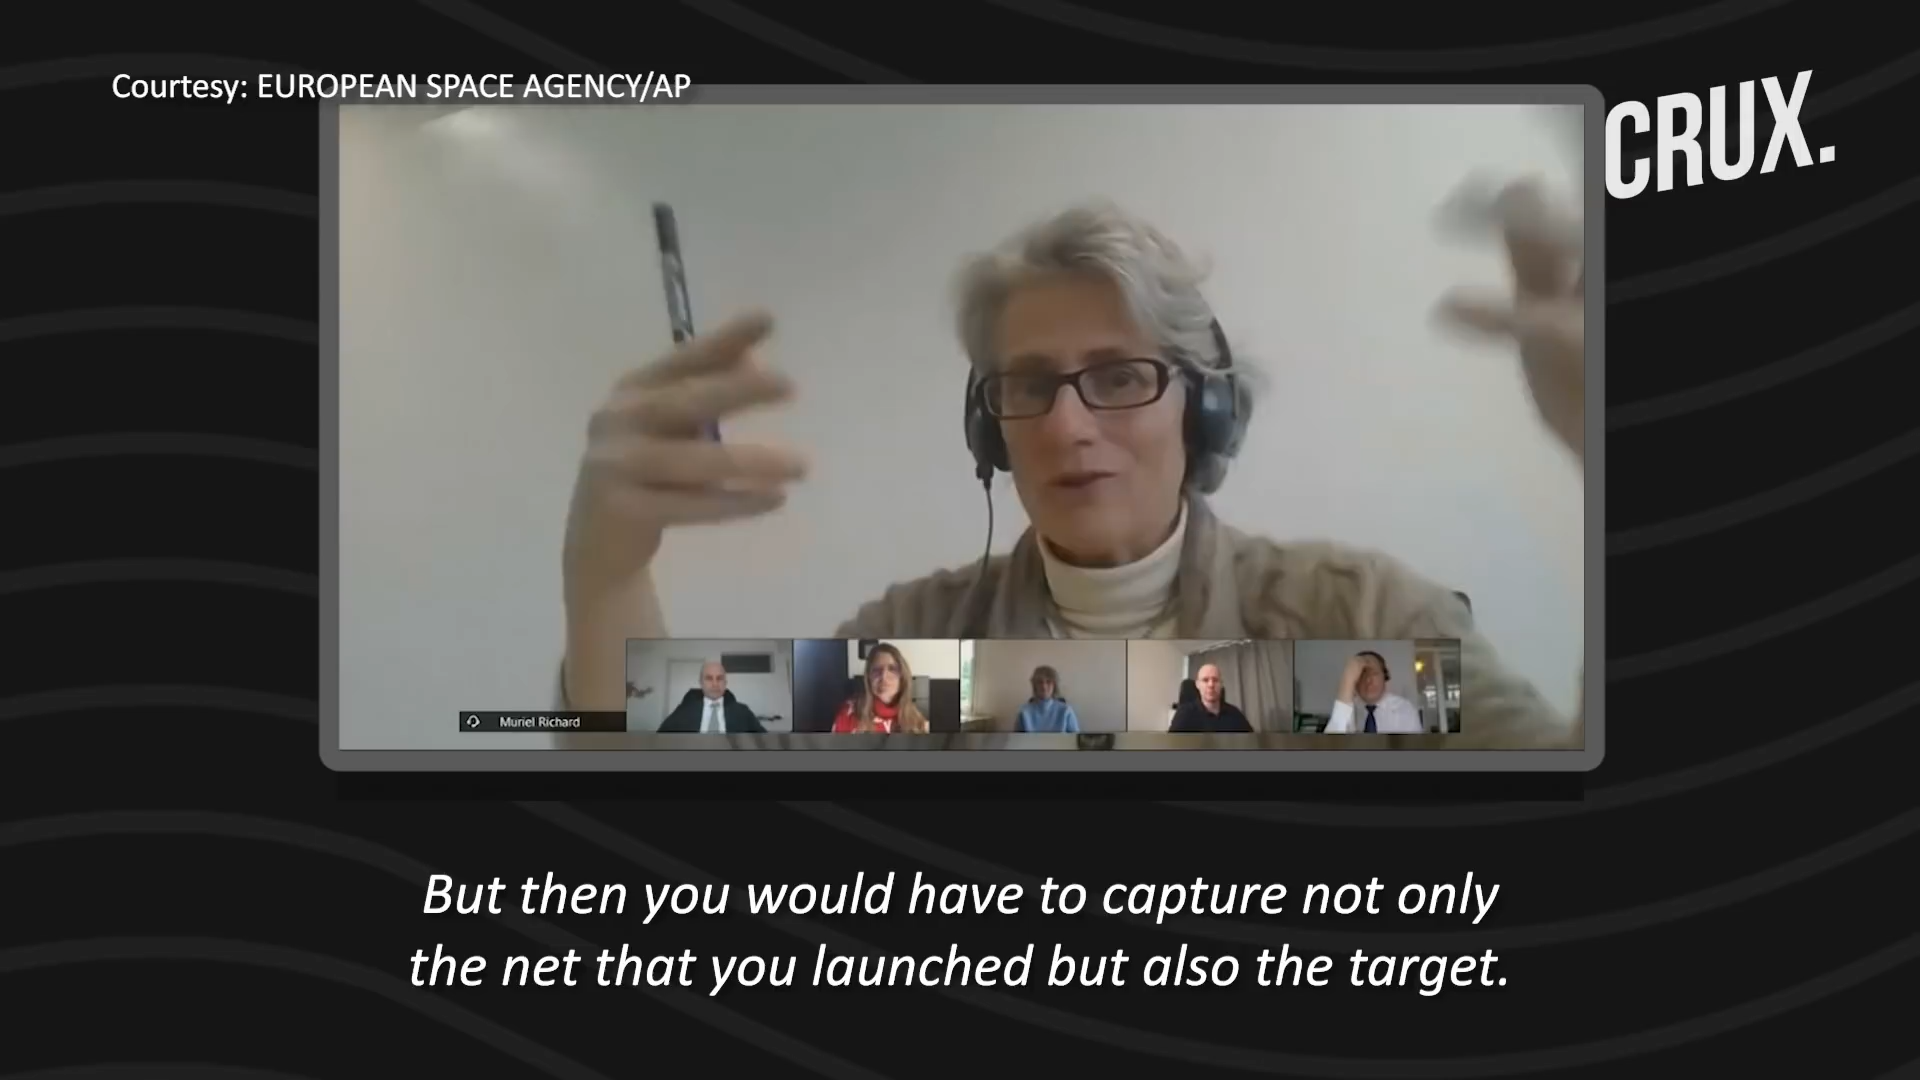 Courtesy: EUROPEAN SPACE AGENCY/AP
CRUX.
Muriel Richard
But then you would have to capture not only
the net that you launched but also the target.